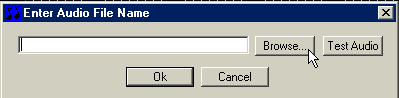 Enter Audio File Name
Browse... Test Audio
Ok Cancel